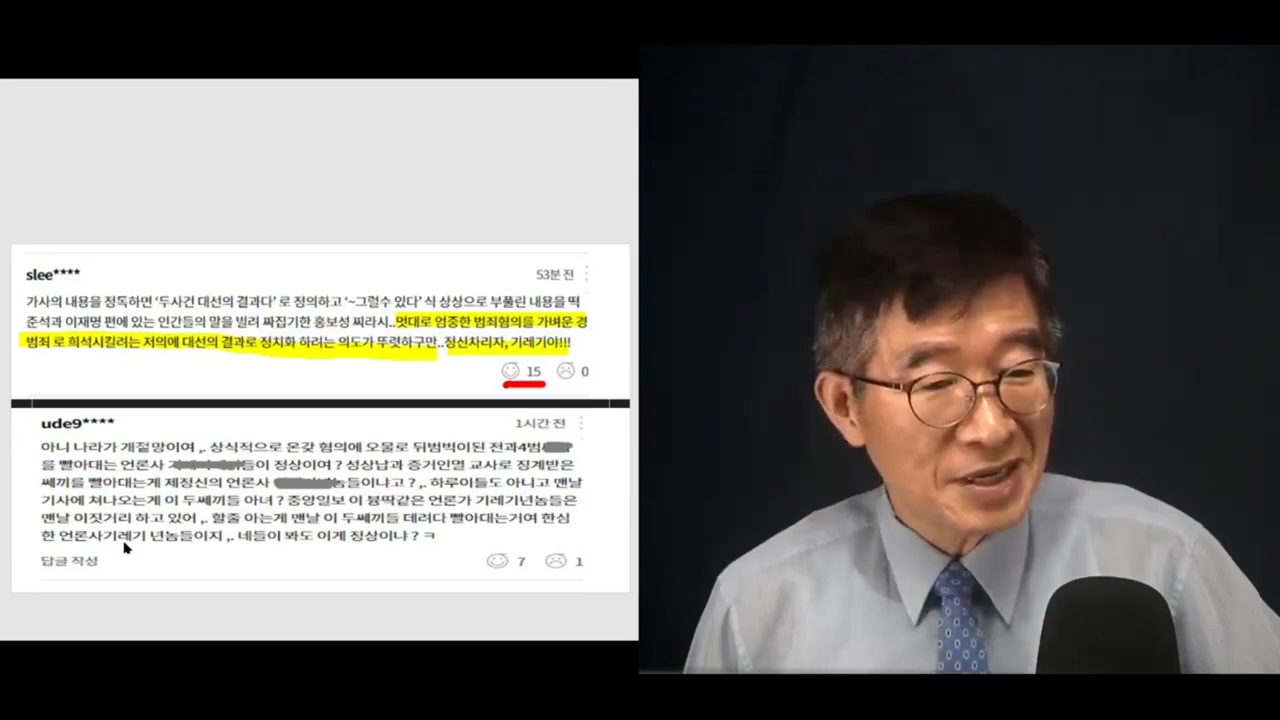 slee****
53분 전
가사의 내용을 정독하면 '두사건 대선의 결과다' 로 정의하고 '~그럴수 있다' 식 상상으로 부풀린 내용을 떡
준석과 이재명 편에 있는 인간들의 말을 빌려 짜집기한 홍보성 찌라시..멋대로 엄중한 범죄혐의를 가벼운 경
범죄 로 희석시킬려는 저의에 대선의 결과로 정치화 하려는 의도가 뚜렷하구만..정신차리자, 기레기야!!!
15 0
ude9****
1시간 전
아니 나라가 개절망이여 ,. 상식적으로 온갖 혐의에 오물로 뒤범벅이된 전과4범
를 빨아대는 언론사 들이 정상이여 ? 성상납과 증거인멸 교사로 징계받은
쎄끼를 빨아대는게 제정신의 언론사 놈들이냐고 ? ,. 하루이틀도 아니고 맨날
기사에 쳐나오는게 이 두쎄끼들 아녀 ? 중앙일보 이 븅딱같은 언론가 기레기년놈들은
맨날 이짓거리 하고 있어 ,. 할줄 아는게 맨날 이 두쎄끼들 데려다 빨아대는거여 한심
한 언론사기레기 년놈들이지 ,. 네들이 봐도 이게 정상이냐 ? ㅋ
답글 작성
7 1